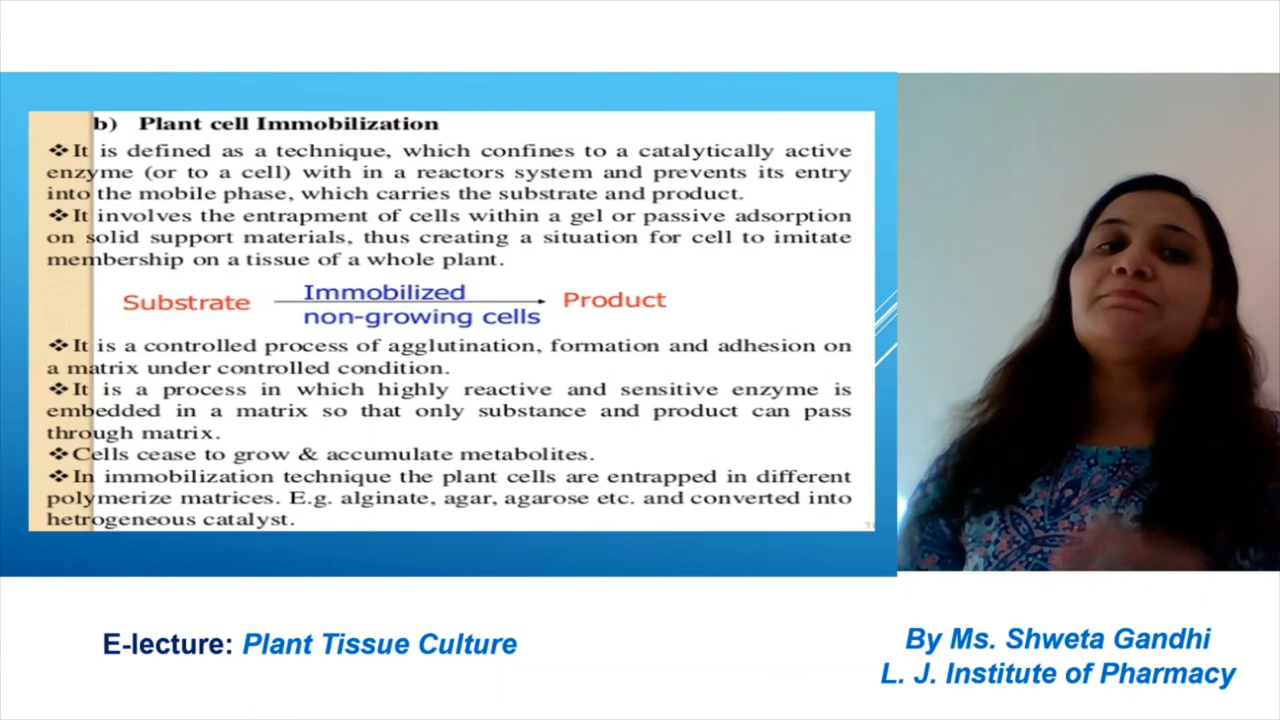 b) Plant cell Immobilization
❖It is defined as a technique, which confines to a catalytically active
enzyme (or to a cell) with in a reactors system and prevents its entry
into the mobile phase, which carries the substrate and product.
❖It involves the entrapment of cells within a gel or passive adsorption
on solid support materials, thus creating a situation for cell to imitate
membership on a tissue of a whole plant.
Substrate Immobilized non-growing cells Product
❖It is a controlled process of agglutination, formation and adhesion on
a matrix under controlled condition.
❖It is a process in which highly reactive and sensitive enzyme is
embedded in a matrix so that only substance and product can pass
through matrix.
❖Cells cease to grow & accumulate metabolites.
❖In immobilization technique the plant cells are entrapped in different
polymerize matrices. E.g. alginate, agar, agarose etc. and converted into
hetrogeneous catalyst.
E-lecture: Plant Tissue Culture
By Ms. Shweta Gandhi
L. J. Institute of Pharmacy